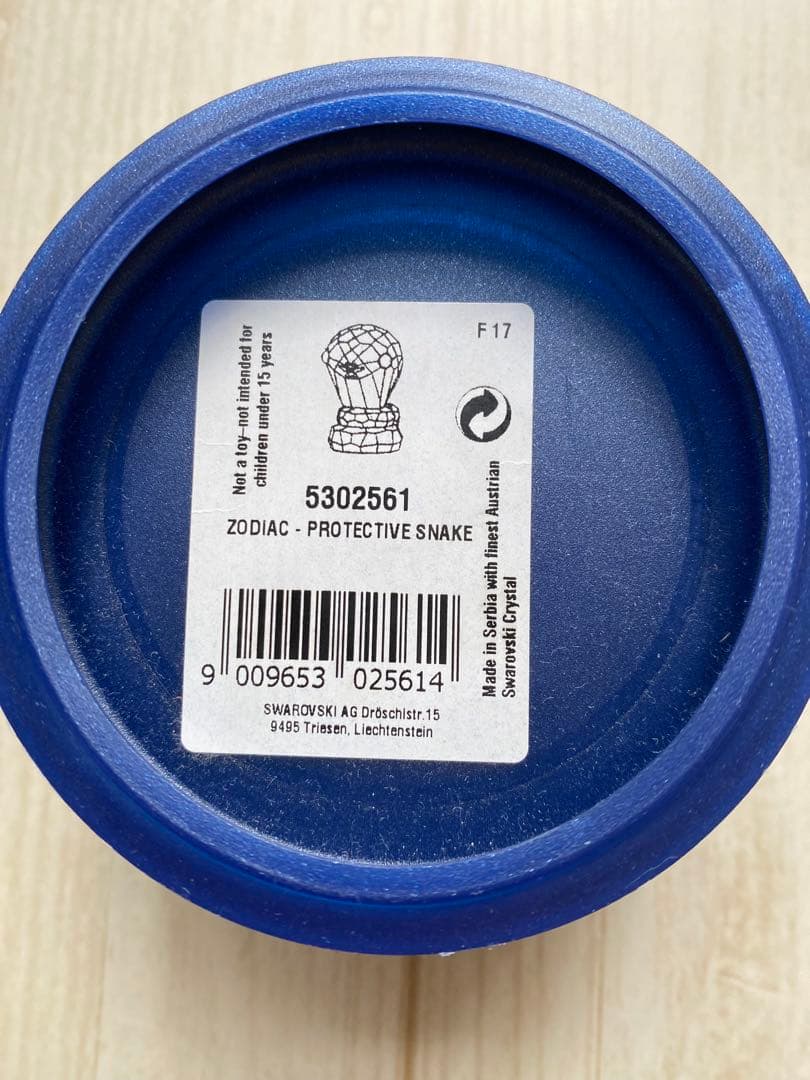 Not a toy-not intended for
children under 15 years
F 17
5302561
ZODIAC - PROTECTIVE SNAKE
Made in Serbia with finest Austrian
Swarovski Crystal
9 009653 025614
SWAROVSKI AG Dröschistr.15
9495 Triesen, Liechtenstein